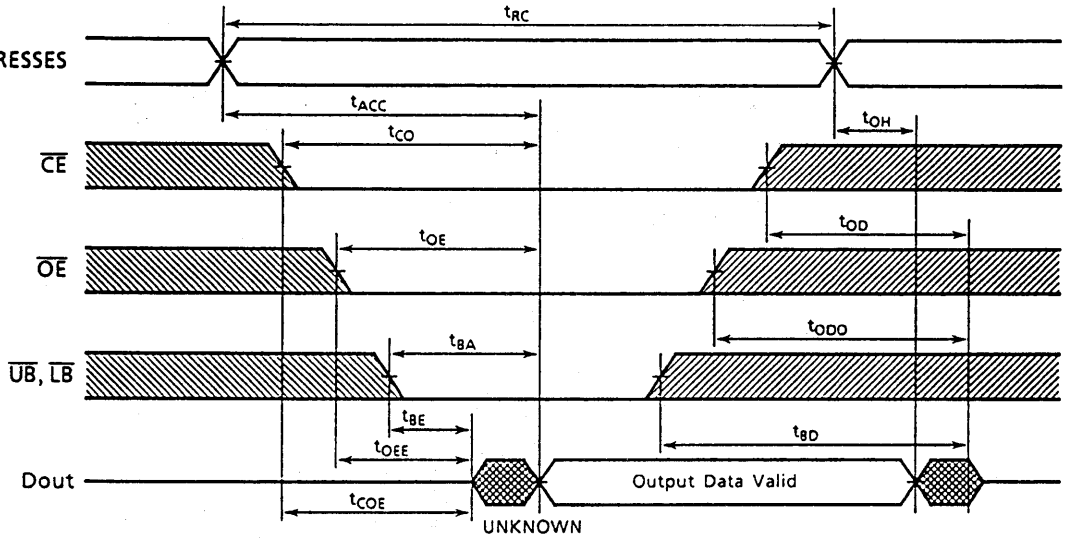 tRC
RESSES
tACC
tOH
tCO
CE
tOD
tOE
OE
tODO
tBA
UB, LB
tBE
tBD
tOEE
Dout
Output Data Valid
tCOE
UNKNOWN